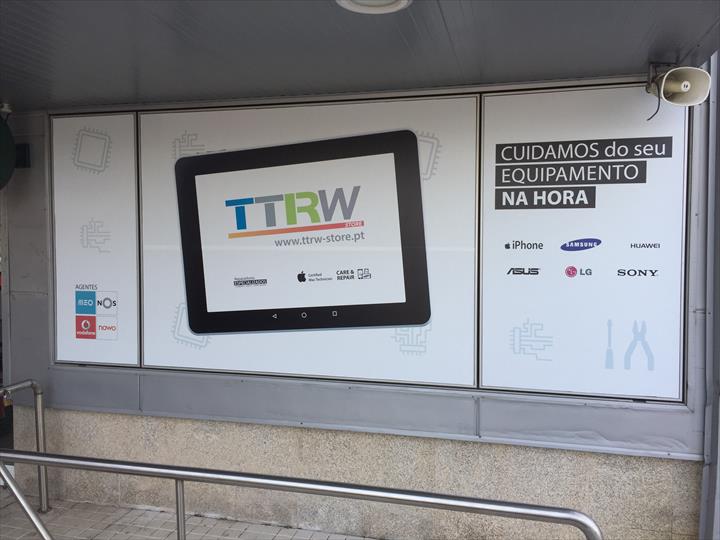 AGENTES
MEO
NOS
vodafone
nowo
TTRW
STORE
www.ttrw-store.pt
ESPECIALIZADOS
Certified
Mac Technician
CARE &
REPAIR
CUIDAMOS do seu
EQUIPAMENTO
NA HORA
iPhone
SAMSUNG
HUAWEI
ASUS
LG
SONY